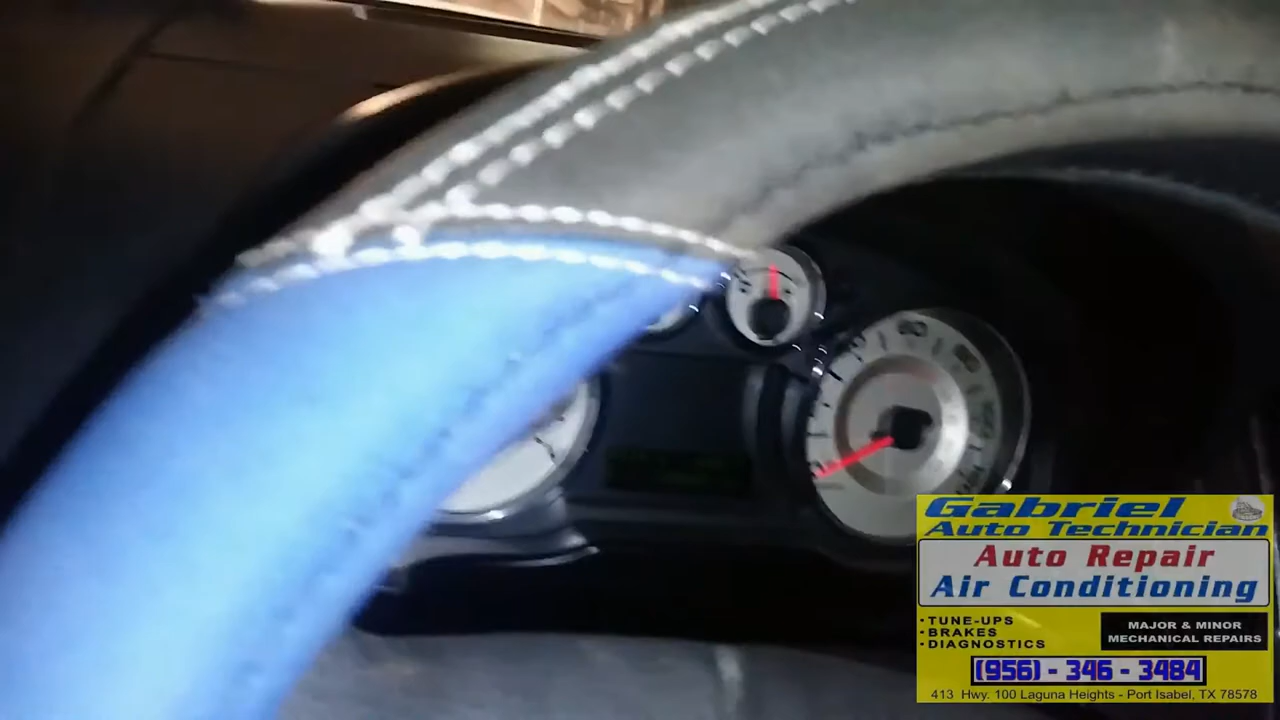 Gabriel
Auto Technician
Auto Repair
Air Conditioning
•TUNE-UPS
•BRAKES
•DIAGNOSTICS
MAJOR & MINOR
MECHANICAL REPAIRS
(956) - 346 - 3484
413 Hwy. 100 Laguna Heights - Port Isabel, TX 78578
60